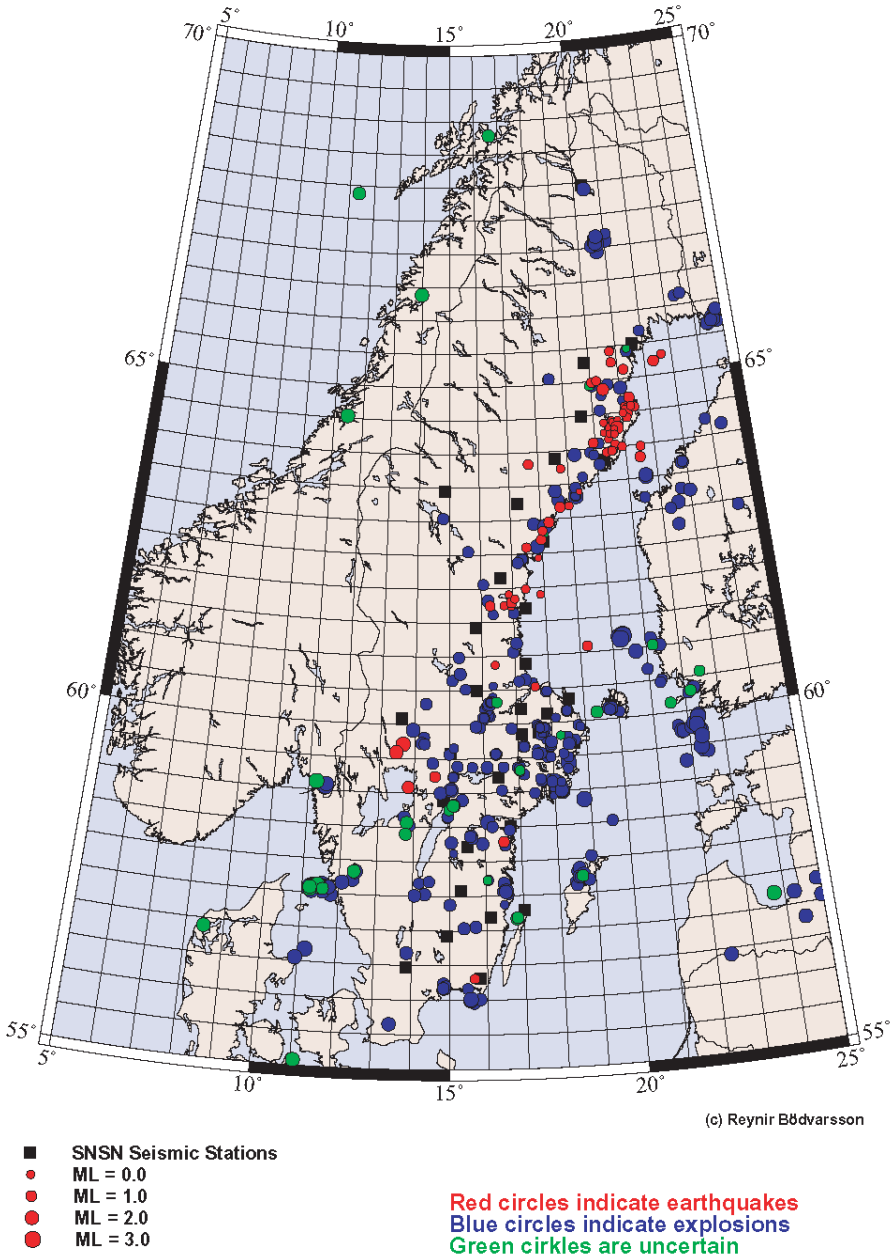 5° 10° 15° 20° 25°
70° 70°
65° 65°
60° 60°
55° 55°
5° 10° 15° 20° 25°
(c) Reynir Böðvarsson
SNSN Seismic Stations
ML = 0.0
ML = 1.0
ML = 2.0
ML = 3.0
Red circles indicate earthquakes
Blue circles indicate explosions
Green cirkles are uncertain